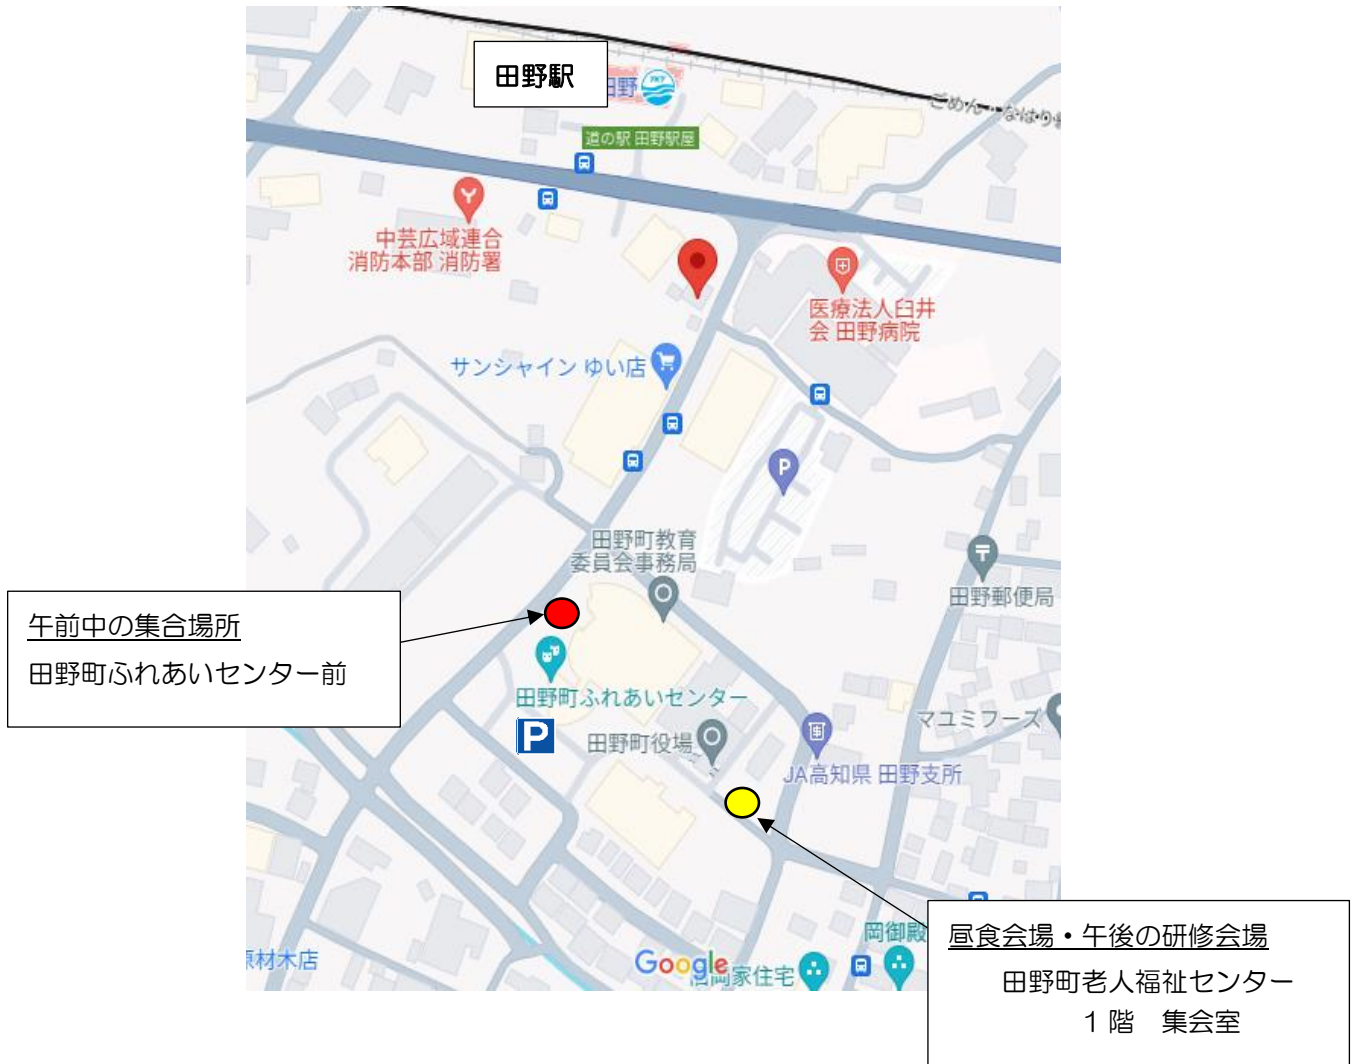 田野駅
田野
道の駅 田野駅屋
ごめん・なはり
中芸広域連合
消防本部 消防署
医療法人臼井
会 田野病院
サンシャイン ゆい店
P
田野町教育
委員会事務局
田野郵便局
午前中の集合場所
田野町ふれあいセンター前
田野町ふれあいセンター
P
田野町役場
マユミフーズ
JA高知県 田野支所
岡御殿
材木店
Google
家住宅
昼食会場・午後の研修会場
田野町老人福祉センター
１階　集会室